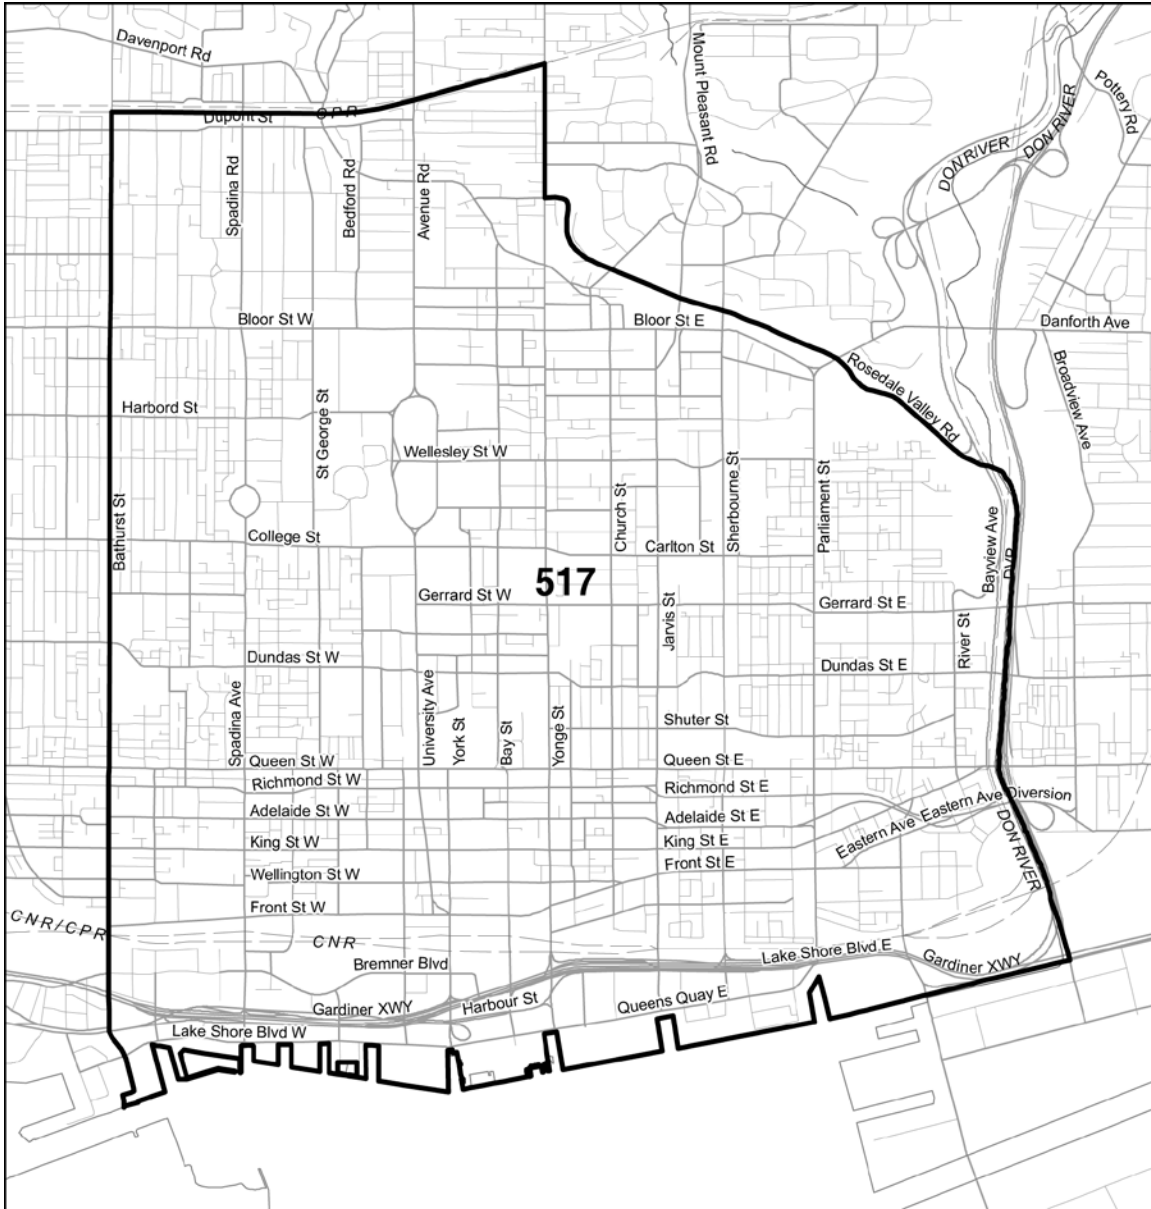 Davenport Rd
Mount Pleasant Rd
Pottery Rd
DON RIVER
DON RIVER
CPR
Dupont St
Spadina Rd
Bedford Rd
Avenue Rd
Bloor St W
Bloor St E
Danforth Ave
Rosedale Valley Rd
Broadview Ave
Harbord St
St George St
Wellesley St W
Bathurst St
Church St
Sherbourne St
Parliament St
Bayview Ave
DVP
College St
Carlton St
517
Gerrard St W
Jarvis St
Gerrard St E
River St
Dundas St W
Dundas St E
Spadina Ave
University Ave
York St
Bay St
Yonge St
Shuter St
Queen St W
Queen St E
Richmond St W
Richmond St E
Adelaide St W
Adelaide St E
Eastern Ave
Eastern Ave Diversion
King St W
King St E
DON RIVER
Front St E
Wellington St W
Front St W
CNR/CPR
CNR
Bremner Blvd
Lake Shore Blvd E
Gardiner XWY
Gardiner XWY
Harbour St
Queens Quay E
Lake Shore Blvd W